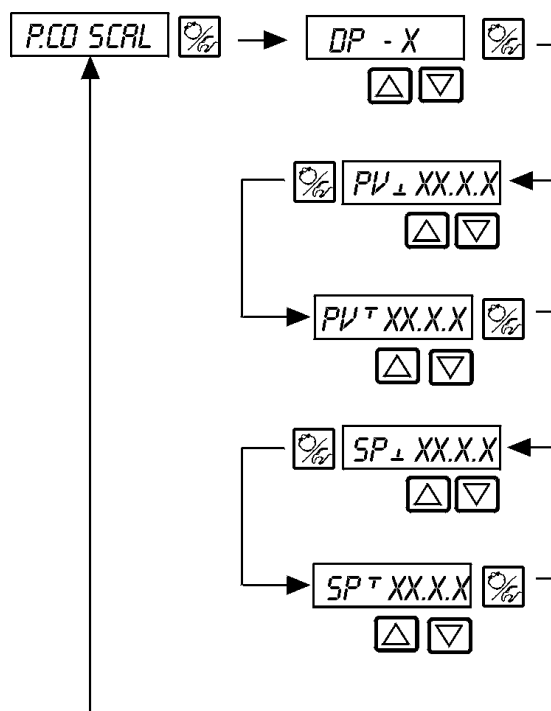 P.CO SCAL
DP - X
PV⊥ XX.X.X
PV⊤ XX.X.X
SP⊥ XX.X.X
SP⊤ XX.X.X